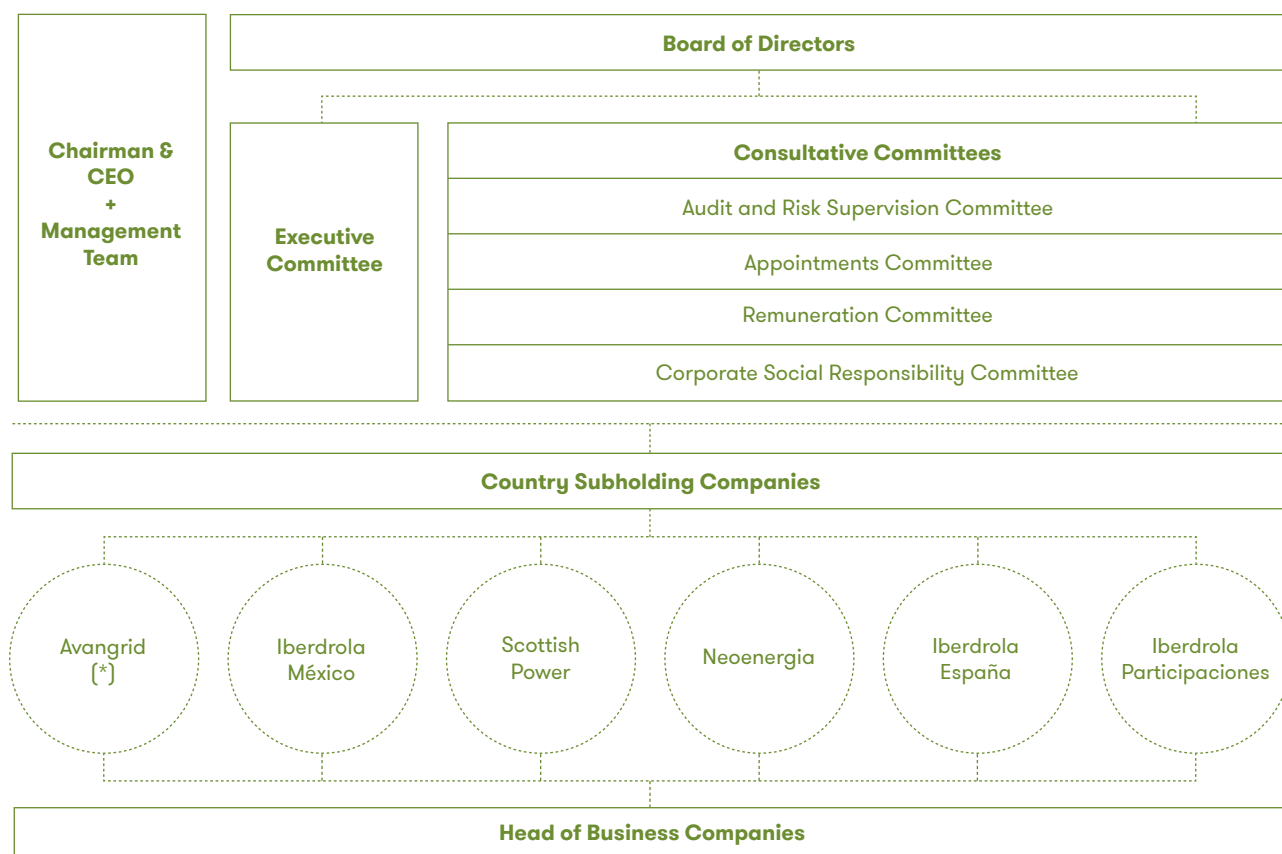 Board of Directors
Chairman &
CEO
+
Management
Team
Executive
Committee
Consultative Committees
Audit and Risk Supervision Committee
Appointments Committee
Remuneration Committee
Corporate Social Responsibility Committee
Country Subholding Companies
Avangrid
(*)
Iberdrola
México
Scottish
Power
Neoenergia
Iberdrola
España
Iberdrola
Participaciones
Head of Business Companies